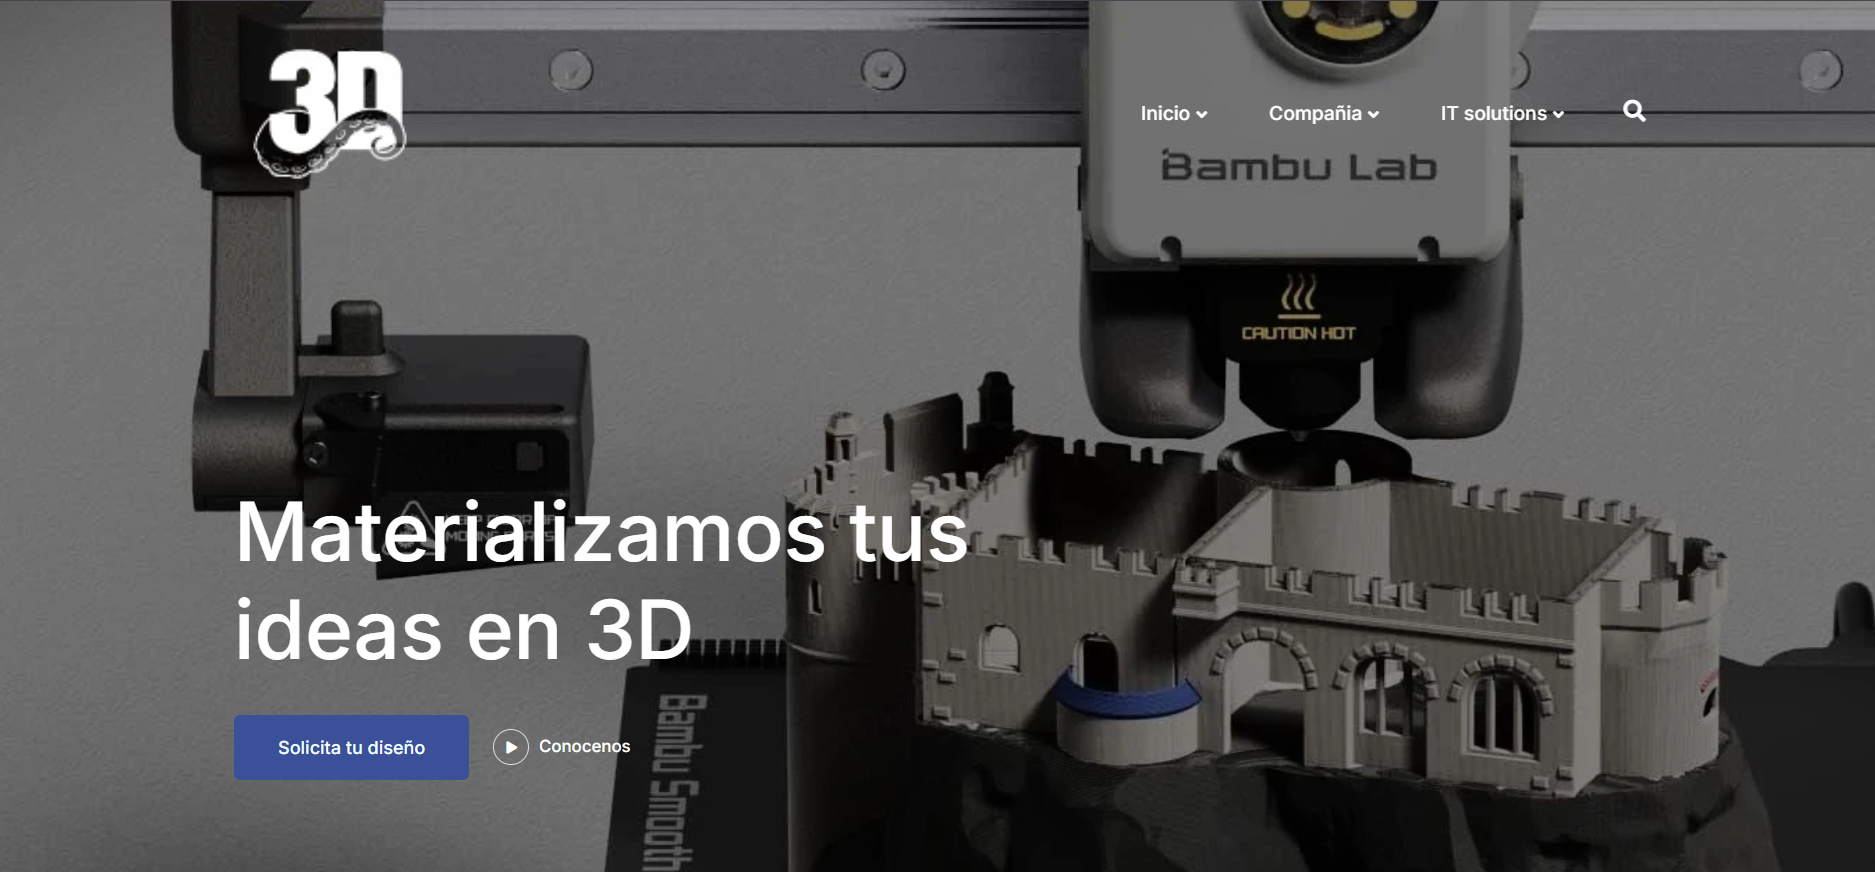 3D
Inicio
Compañia
IT solutions
Bambu Lab
CAUTION HOT
Materializamos tus
ideas en 3D
Solicita tu diseño
Conocenos
Bambu Smooth